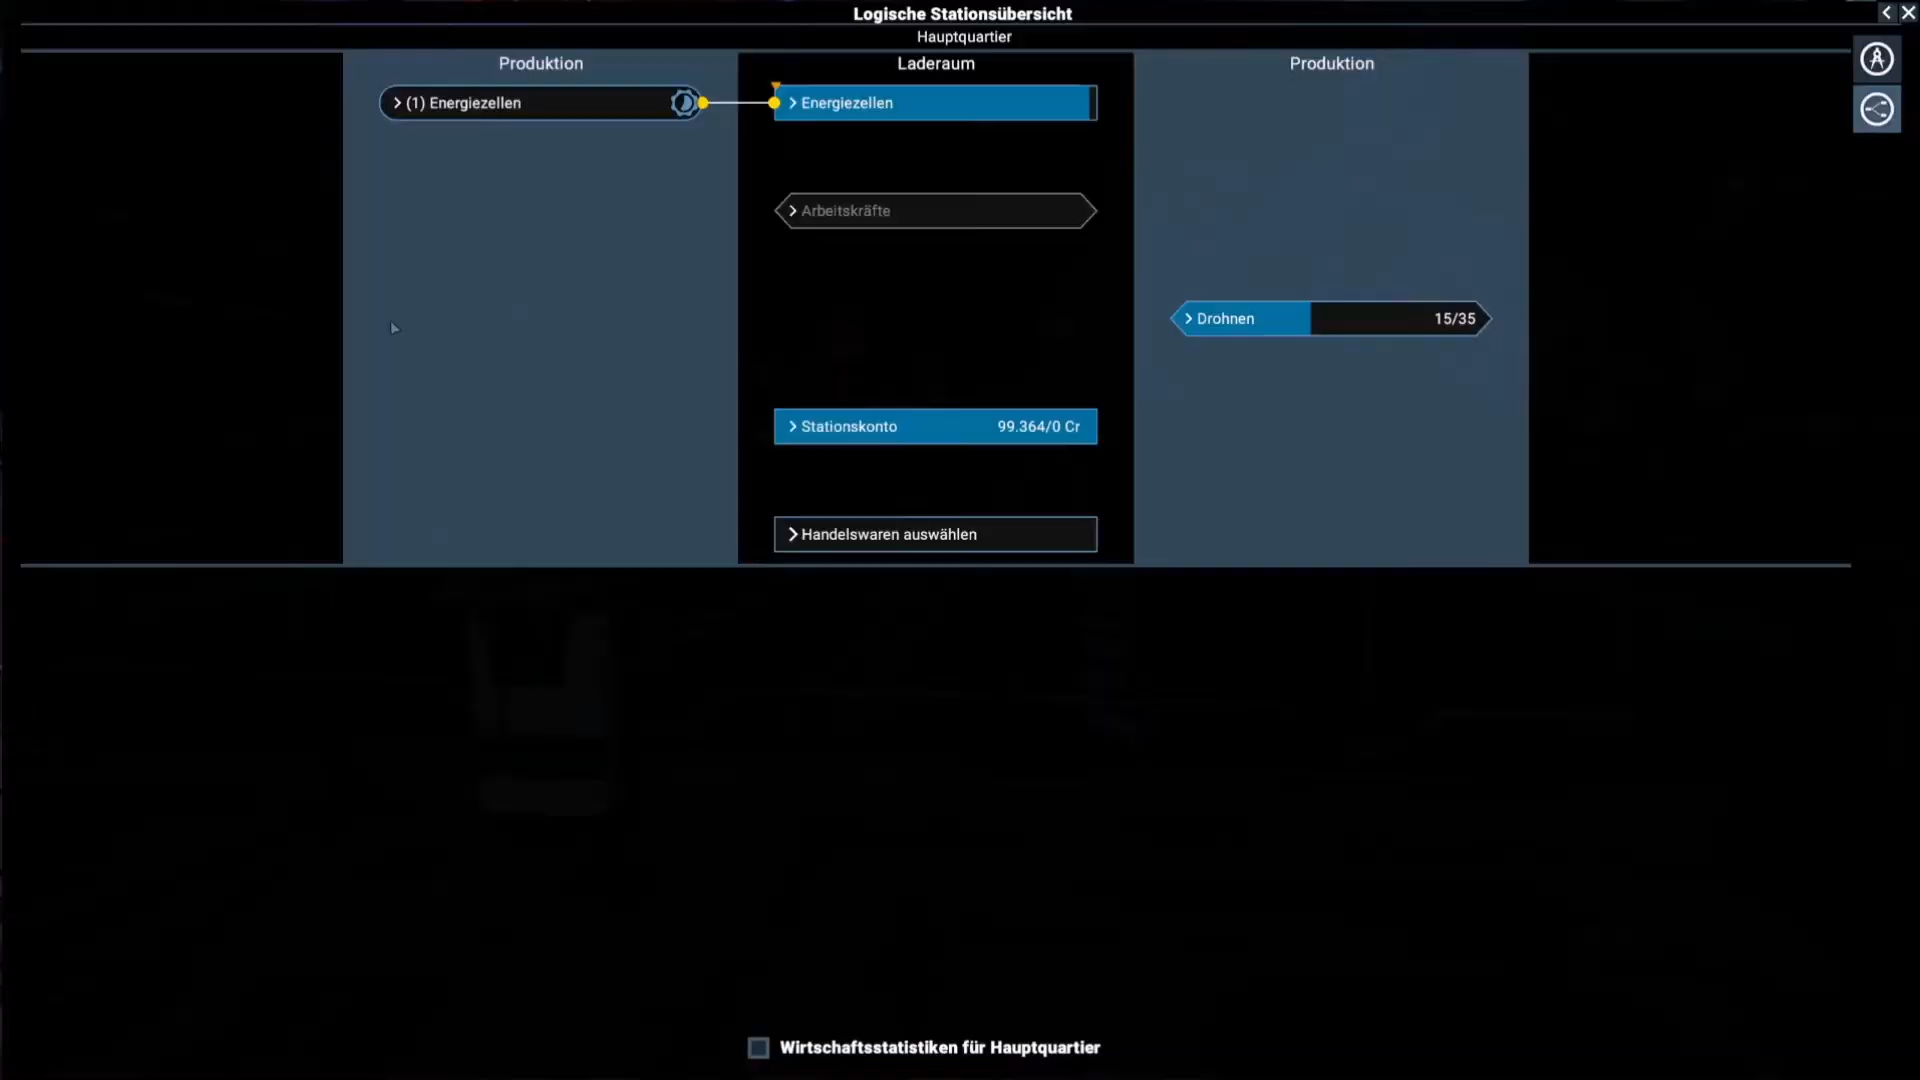 Logische Stationsübersicht
Hauptquartier
Produktion
Laderaum
Produktion
(1) Energiezellen
Energiezellen
Arbeitskräfte
Drohnen 15/35
Stationskonto 99.364/0 Cr
Handelswaren auswählen
Wirtschaftsstatistiken für Hauptquartier